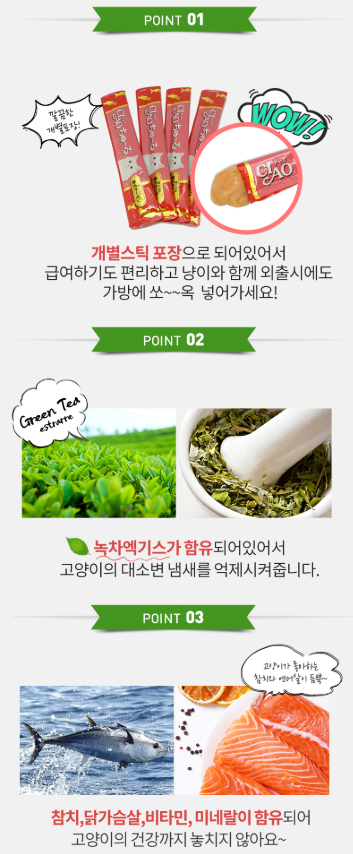 POINT 01
깔끔한
개별포장!
WOW!
CIAO
개별스틱 포장으로 되어있어서
급여하기도 편리하고 냥이와 함께 외출시에도
가방에 쏘~~옥 넣어가세요!
POINT 02
Green Tea
estratte
녹차엑기스가 함유되어있어서
고양이의 대소변 냄새를 억제시켜줍니다.
POINT 03
고양이가 좋아하는
참치와 연어살이 듬뿍~
참치,닭가슴살,비타민, 미네랄이 함유되어
고양이의 건강까지 놓치지 않아요~